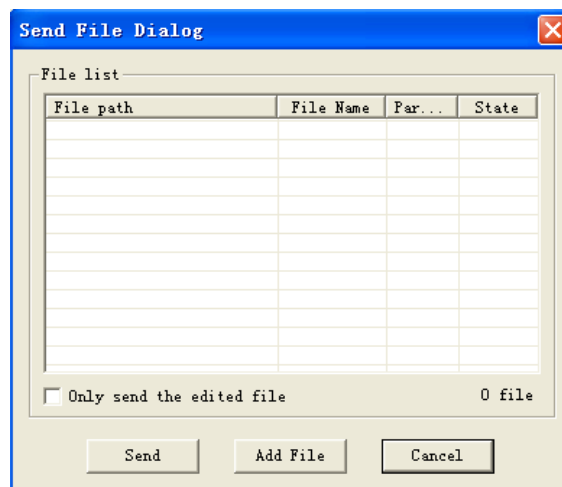 Send File Dialog
File list
File path File Name Par... State
Only send the edited file 0 file
Send Add File Cancel